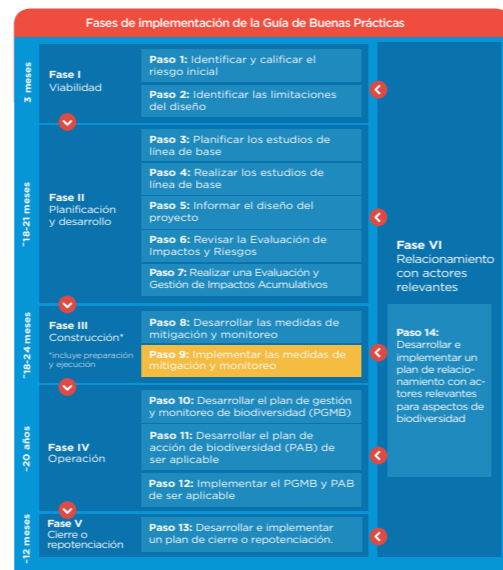 Fases de implementación de la Guía de Buenas Prácticas
3 meses
Fase I
Viabilidad
Paso 1: Identificar y calificar el
riesgo inicial
Paso 2: Identificar las limitaciones
del diseño
~18-21 meses
Fase II
Planificación
y desarrollo
Paso 3: Planificar los estudios de
línea de base
Paso 4: Realizar los estudios de
línea de base
Paso 5: Informar el diseño del
proyecto
Paso 6: Revisar la Evaluación de
Impactos y Riesgos
Paso 7: Realizar una Evaluación y
Gestión de Impactos Acumulativos
~18-24 meses
Fase III
Construcción*
*incluye preparación
y ejecución
Paso 8: Desarrollar las medidas de
mitigación y monitoreo
Paso 9: Implementar las medidas de
mitigación y monitoreo
~20 años
Fase IV
Operación
Paso 10: Desarrollar el plan de gestión
y monitoreo de biodiversidad (PGMB)
Paso 11: Desarrollar el plan de
acción de biodiversidad (PAB) de
ser aplicable
Paso 12: Implementar el PGMB y PAB
de ser aplicable
~12 meses
Fase V
Cierre o
repotenciación
Paso 13: Desarrollar e implementar
un plan de cierre o repotenciación.
Fase VI
Relacionamiento
con actores
relevantes
Paso 14:
Desarrollar e
implementar un
plan de relacio-
namiento con ac-
tores relevantes
para aspectos de
biodiversidad